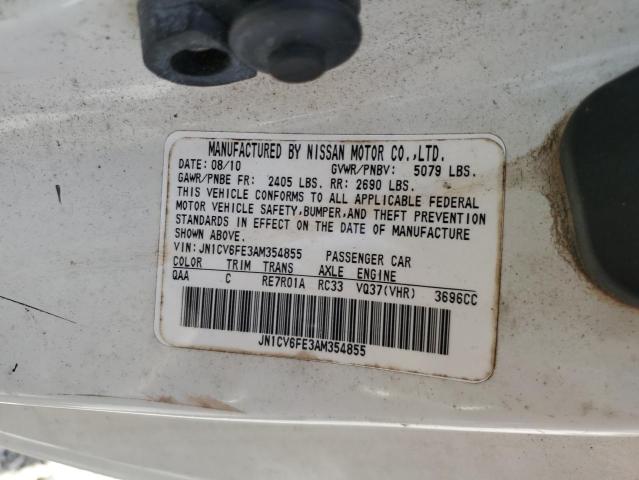 MANUFACTURED BY NISSAN MOTOR CO.,LTD.
DATE: 08/10 GVWR/PNBV: 5079 LBS.
GAWR/PNBE FR: 2405 LBS. RR: 2690 LBS.
THIS VEHICLE CONFORMS TO ALL APPLICABLE FEDERAL
MOTOR VEHICLE SAFETY,BUMPER,AND THEFT PREVENTION
STANDARDS IN EFFECT ON THE DATE OF MANUFACTURE
SHOWN ABOVE.
VIN: JN1CV6FE3AM354855 PASSENGER CAR
COLOR TRIM TRANS AXLE ENGINE
QAA C RE7R01A RC33 VQ37(VHR) 3696CC
JN1CV6FE3AM354855